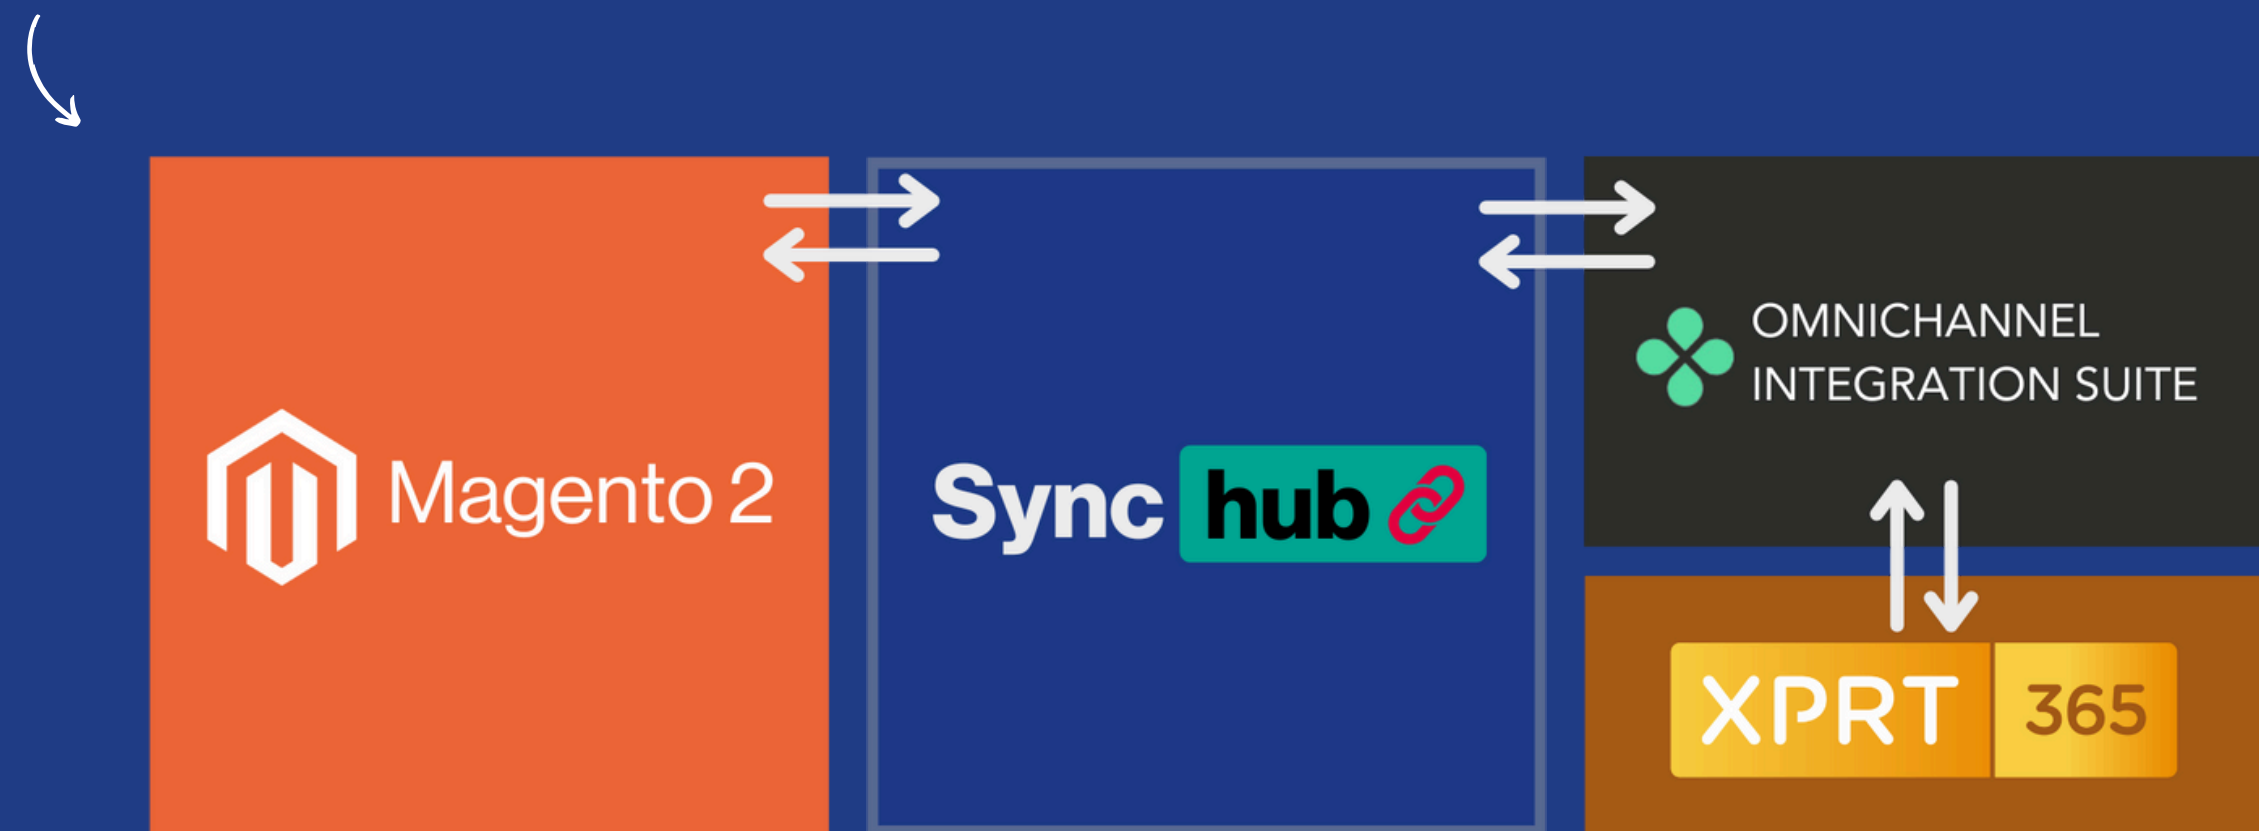 Magento 2
Sync hub
OMNICHANNEL
INTEGRATION SUITE
XPRT 365